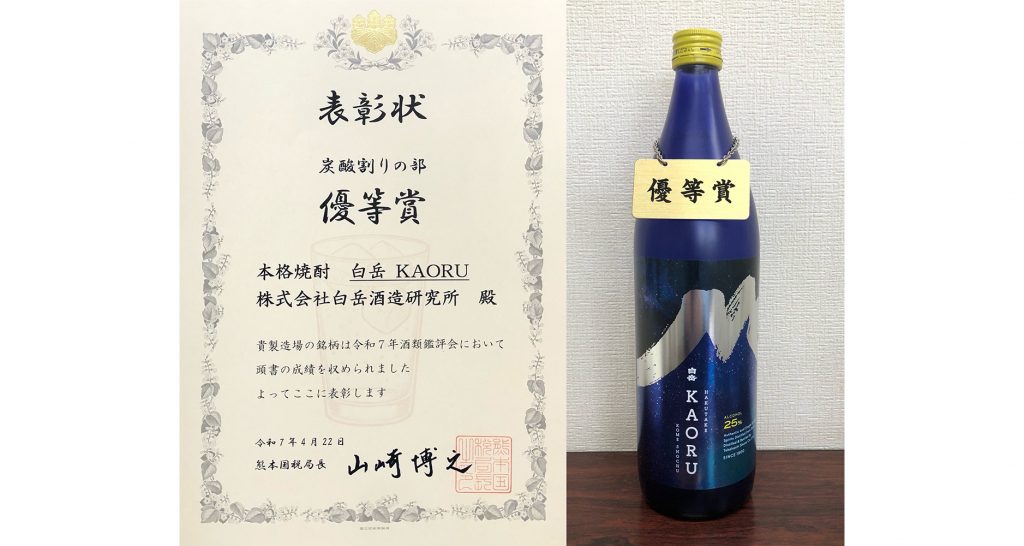 表彰状
炭酸割りの部
優等賞
本格焼酎 白岳 KAORU
株式会社白岳酒造研究所 殿
貴製造場の銘柄は令和7年酒類鑑評会において
頭書の成績を収められました
よってここに表彰します
令和7年4月22日
熊本国税局長 山崎博之
優等賞
白岳
KAORU
HAKUTAKE
KOME SHOCHU
ALCOHOL
25%
SINCE 1900